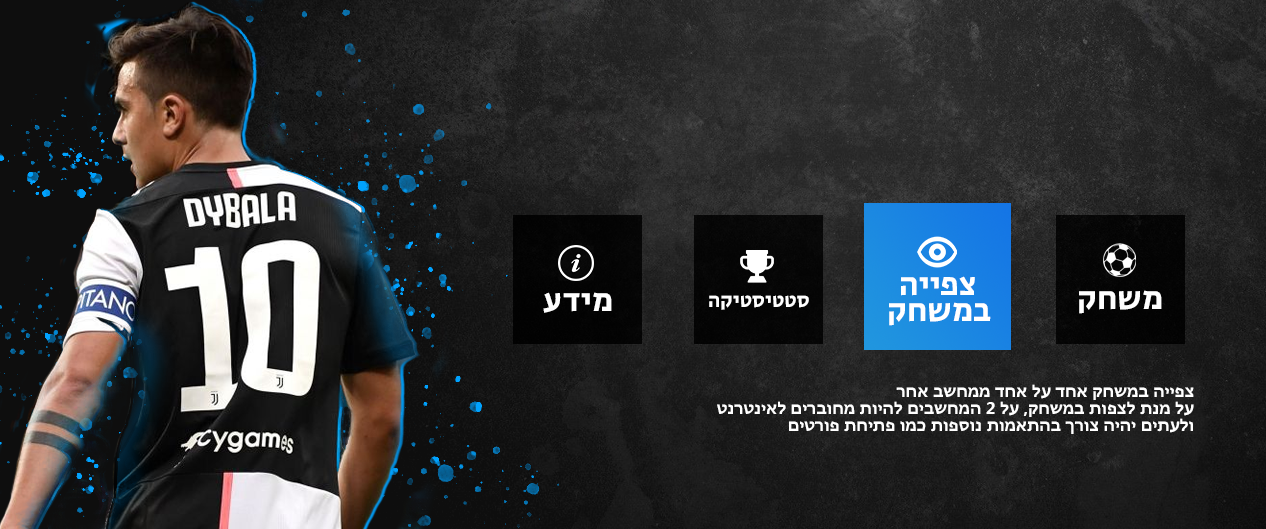 משחק
צפייה
במשחק
סטטיסטיקה
מידע
צפייה במשחק אחד על אחד ממחשב אחר
על מנת לצפות במשחק, על 2 המחשבים להיות מחוברים לאינטרנט
ולעתים יהיה צורך בהתאמות נוספות כמו פתיחת פורטים
DYBALA
10
ITANO
Cygames